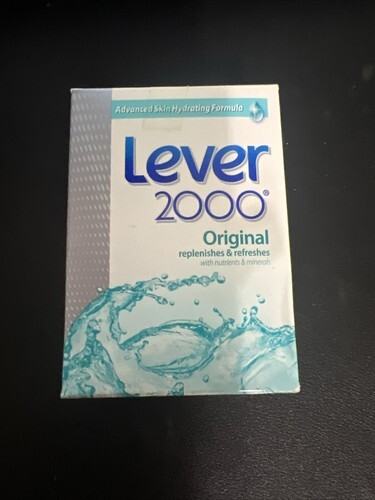 Advanced Skin Hydrating Formula
Lever
2000®
Original
replenishes & refreshes
with nutrients & minerals